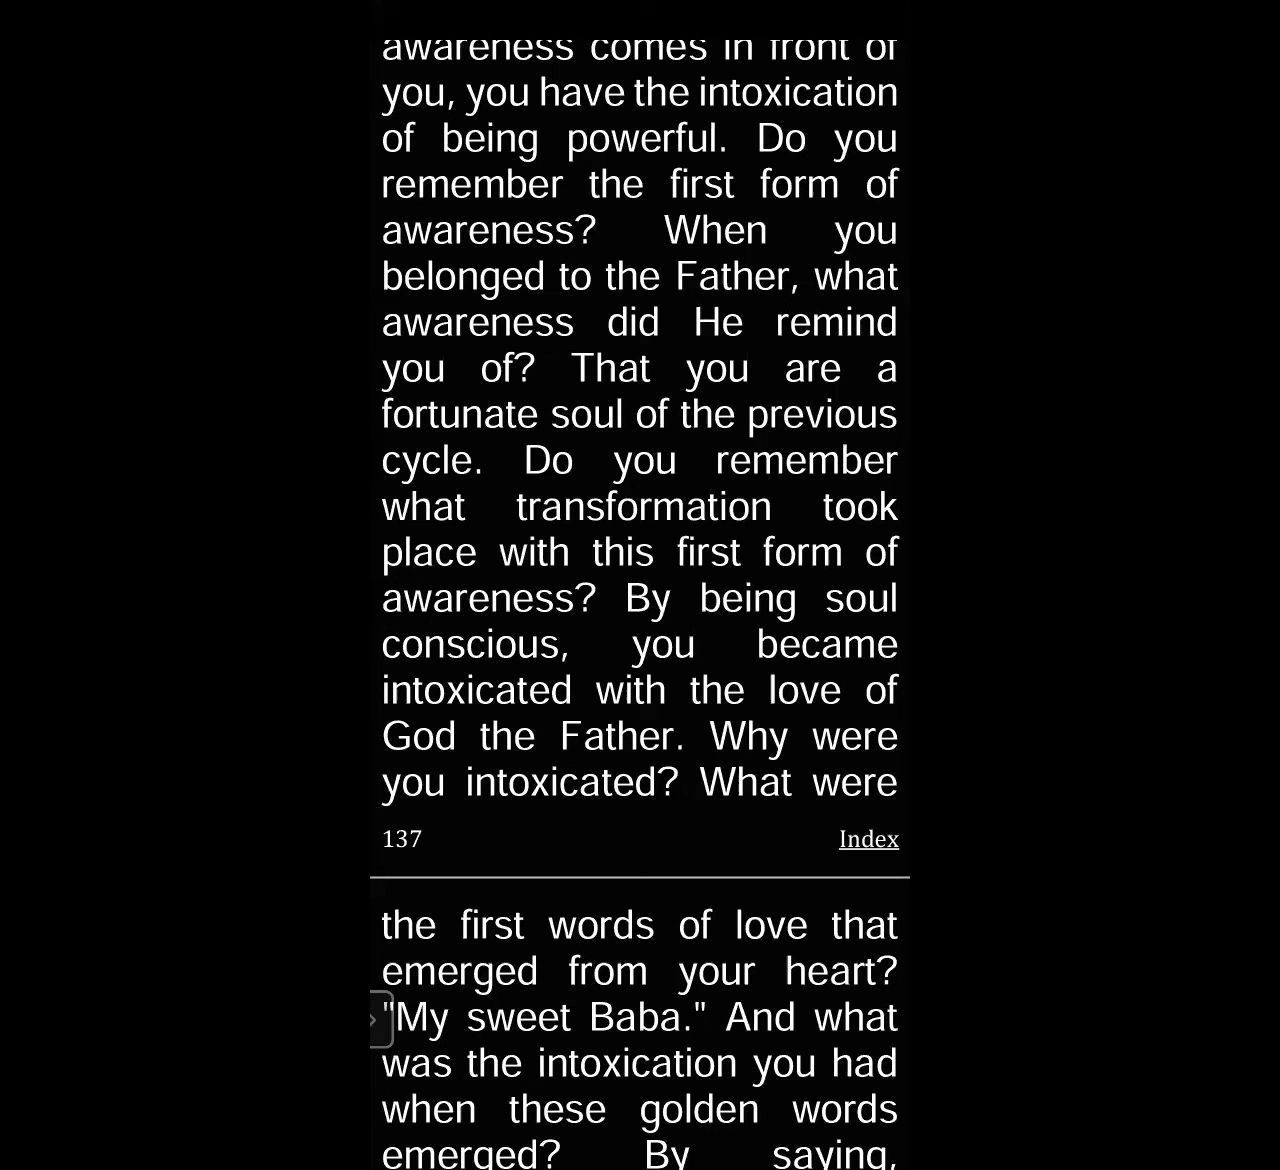 awareness comes in front of
you, you have the intoxication
of being powerful. Do you
remember the first form of
awareness? When you
belonged to the Father, what
awareness did He remind
you of? That you are a
fortunate soul of the previous
cycle. Do you remember
what transformation took
place with this first form of
awareness? By being soul
conscious, you became
intoxicated with the love of
God the Father. Why were
you intoxicated? What were
137 Index
the first words of love that
emerged from your heart?
"My sweet Baba." And what
was the intoxication you had
when these golden words
emerged? By saying,